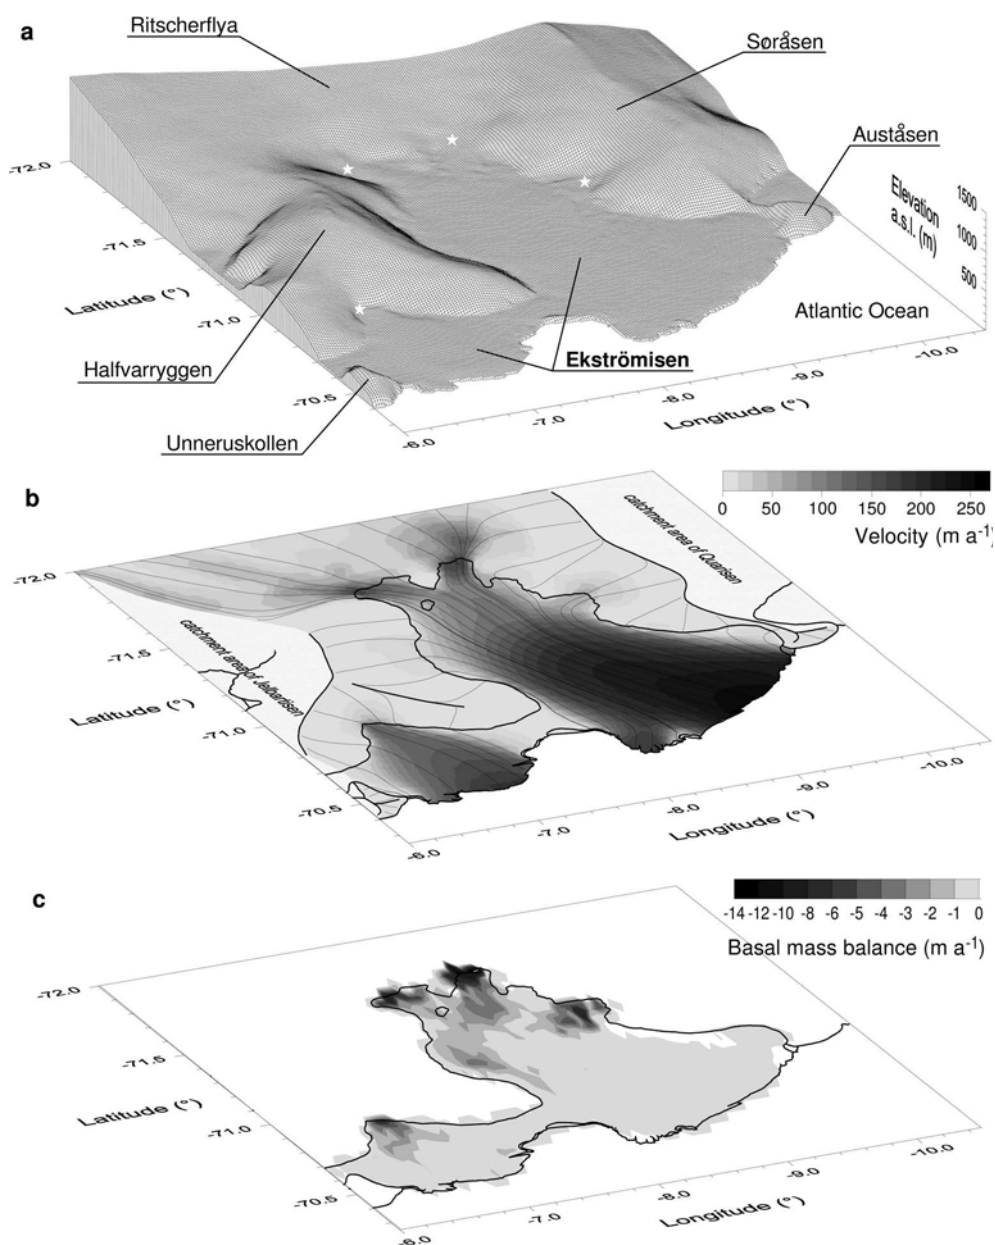 a
Ritscherflya
Søråsen
Auståsen
Elevation
a.s.l. (m)
1500
1000
500
-72.0
-71.5
-71.0
-70.5
Latitude (°)
Halfvarryggen
Unneruskollen
Ekströmisen
Atlantic Ocean
-6.0
-7.0
-8.0
-9.0
-10.0
Longitude (°)
b
catchment area of Quarisen
0 50 100 150 200 250
Velocity (m a-1)
-72.0
-71.5
-71.0
-70.5
Latitude (°)
catchment area of Jelbartisen
-6.0
-7.0
-8.0
-9.0
-10.0
Longitude (°)
c
-14 -12 -10 -8 -6 -5 -4 -3 -2 -1 0
Basal mass balance (m a-1)
-72.0
-71.5
-71.0
-70.5
Latitude (°)
-6.0
-7.0
-8.0
-9.0
-10.0
Longitude (°)